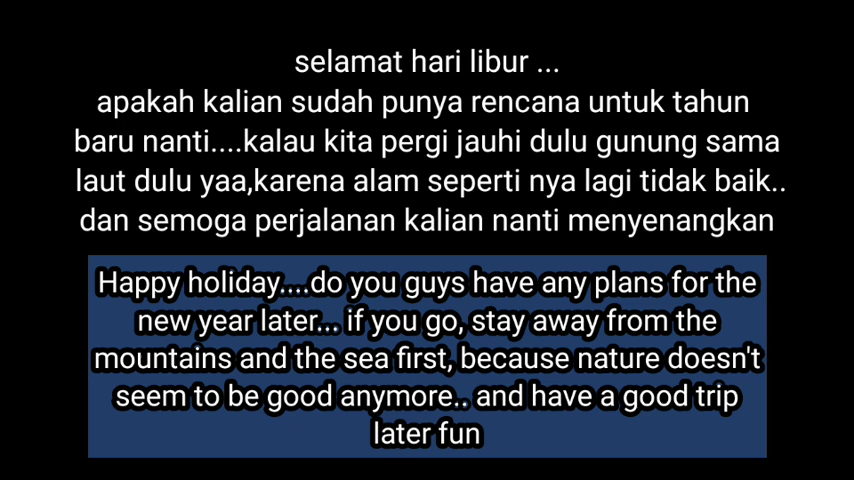 selamat hari libur ...
apakah kalian sudah punya rencana untuk tahun
baru nanti....kalau kita pergi jauhi dulu gunung sama
laut dulu yaa,karena alam seperti nya lagi tidak baik..
dan semoga perjalanan kalian nanti menyenangkan
Happy holiday....do you guys have any plans for the
new year later... if you go, stay away from the
mountains and the sea first, because nature doesn't
seem to be good anymore.. and have a good trip
later fun